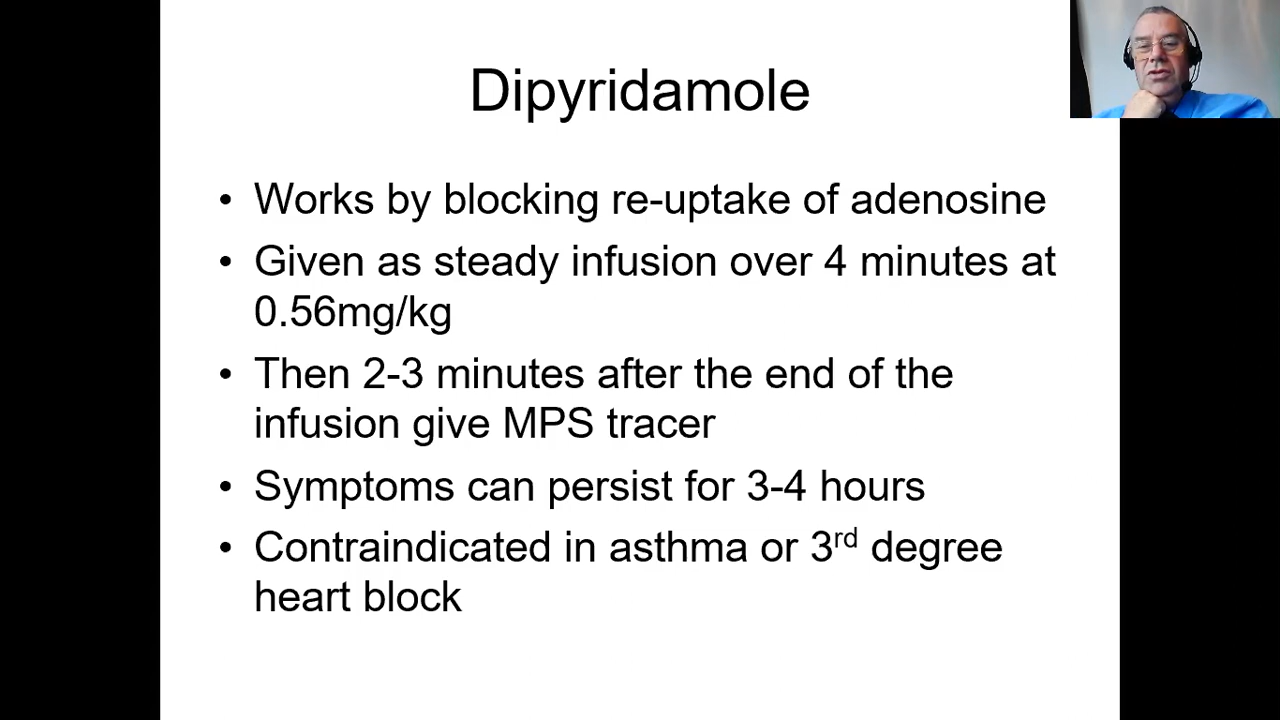 Dipyridamole
• Works by blocking re-uptake of adenosine
• Given as steady infusion over 4 minutes at
0.56mg/kg
• Then 2-3 minutes after the end of the
infusion give MPS tracer
• Symptoms can persist for 3-4 hours
• Contraindicated in asthma or 3rd degree
heart block